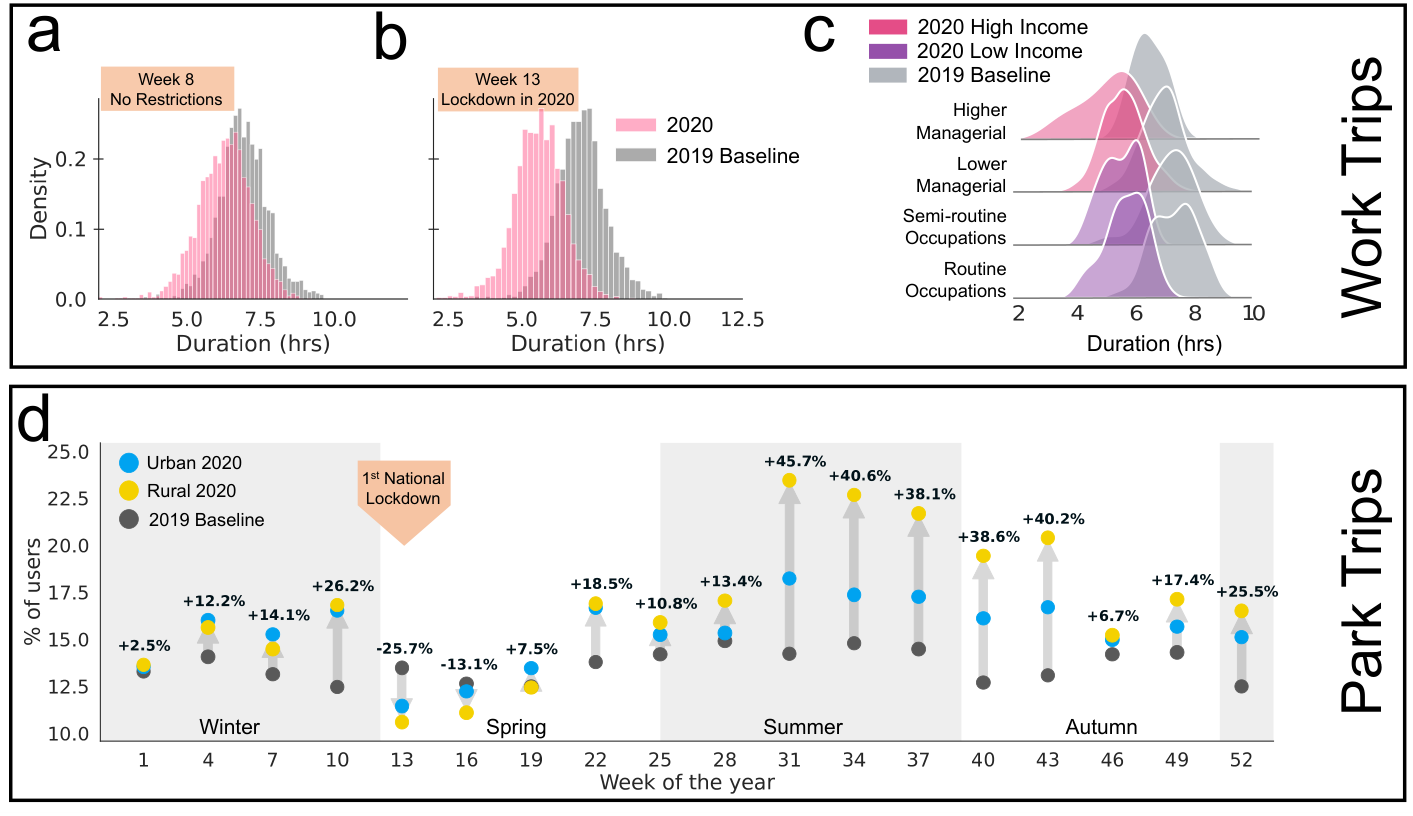 a
Week 8
No Restrictions
Density
0.2
0.1
0.0
2.5 5.0 7.5 10.0
Duration (hrs)
b
Week 13
Lockdown in 2020
2020
2019 Baseline
2.5 5.0 7.5 10.0 12.5
Duration (hrs)
c
2020 High Income
2020 Low Income
2019 Baseline
Higher
Managerial
Lower
Managerial
Semi-routine
Occupations
Routine
Occupations
2 4 6 8 10
Duration (hrs)
Work Trips
d
% of users
25.0
22.5
20.0
17.5
15.0
12.5
10.0
Urban 2020
Rural 2020
2019 Baseline
1st National
Lockdown
+2.5%
+12.2%
+14.1%
+26.2%
-25.7%
-13.1%
+7.5%
+18.5%
+10.8%
+13.4%
+45.7%
+40.6%
+38.1%
+38.6%
+40.2%
+6.7%
+17.4%
+25.5%
Winter Spring Summer Autumn
1 4 7 10 13 16 19 22 25 28 31 34 37 40 43 46 49 52
Week of the year
Park Trips